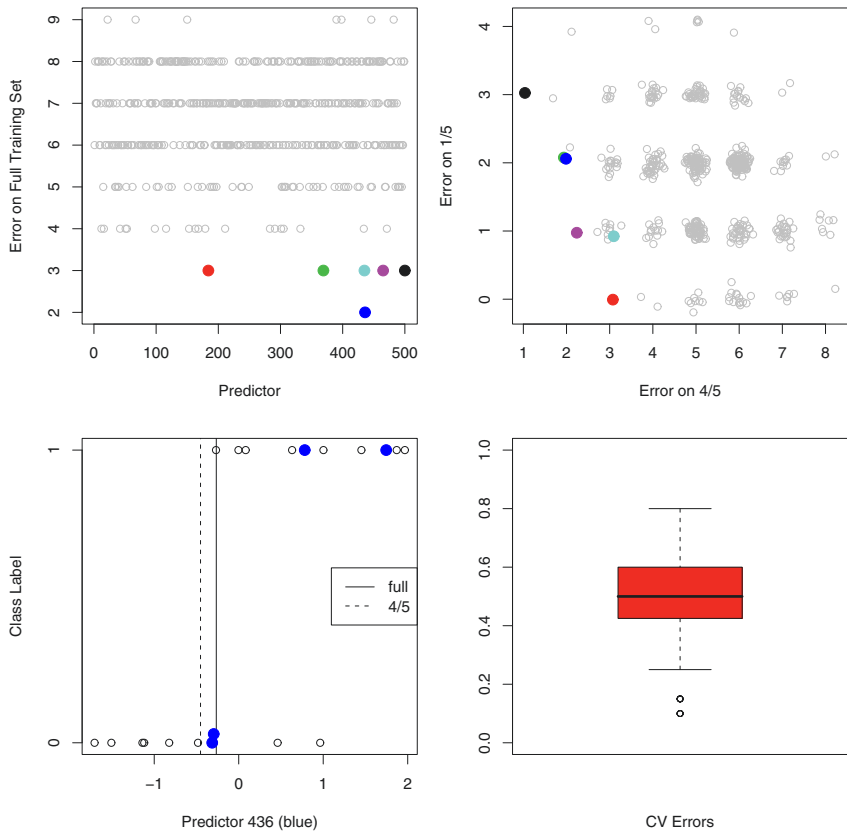 Error on Full Training Set
9
8
7
6
5
4
3
2
0 100 200 300 400 500
Predictor
Error on 1/5
4
3
2
1
0
1 2 3 4 5 6 7 8
Error on 4/5
Class Label
1
0
full
4/5
−1 0 1 2
Predictor 436 (blue)
1.0
0.8
0.6
0.4
0.2
0.0
CV Errors